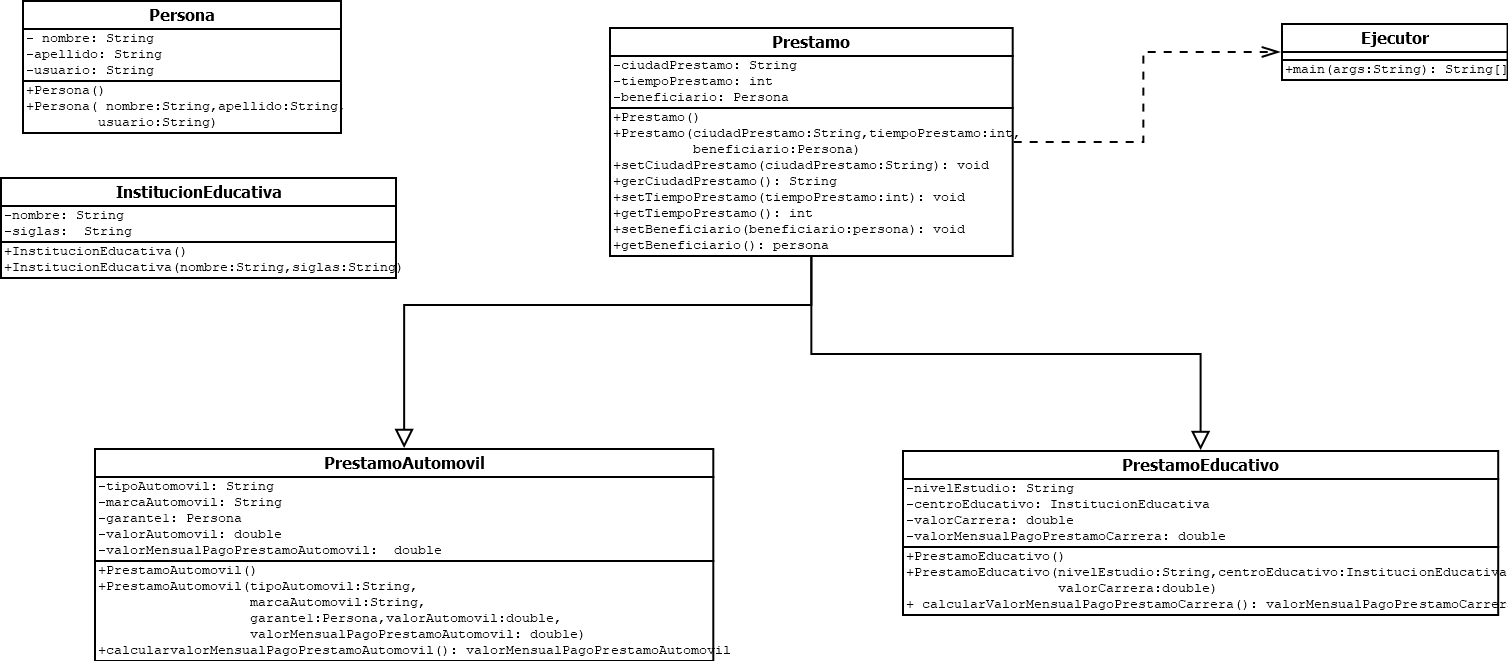 Persona
- nombre: String
-apellido: String
-usuario: String
+Persona()
+Persona( nombre:String,apellido:String,
usuario:String)
InstitucionEducativa
-nombre: String
-siglas:  String
+InstitucionEducativa()
+InstitucionEducativa(nombre:String,siglas:String)
Prestamo
-ciudadPrestamo: String
-tiempoPrestamo: int
-beneficiario: Persona
+Prestamo()
+Prestamo(ciudadPrestamo:String,tiempoPrestamo:int,
beneficiario:Persona)
+setCiudadPrestamo(ciudadPrestamo:String): void
+gerCiudadPrestamo(): String
+setTiempoPrestamo(tiempoPrestamo:int): void
+getTiempoPrestamo(): int
+setBeneficiario(beneficiario:persona): void
+getBeneficiario(): persona
Ejecutor
+main(args:String): String[]
PrestamoAutomovil
-tipoAutomovil: String
-marcaAutomovil: String
-garante1: Persona
-valorAutomovil: double
-valorMensualPagoPrestamoAutomovil:  double
+PrestamoAutomovil()
+PrestamoAutomovil(tipoAutomovil:String,
marcaAutomovil:String,
garante1:Persona,valorAutomovil:double,
valorMensualPagoPrestamoAutomovil: double)
+calcularvalorMensualPagoPrestamoAutomovil(): valorMensualPagoPrestamoAutomovil
PrestamoEducativo
-nivelEstudio: String
-centroEducativo: InstitucionEducativa
-valorCarrera: double
-valorMensualPagoPrestamoCarrera: double
+PrestamoEducativo()
+PrestamoEducativo(nivelEstudio:String,centroEducativo:InstitucionEducativa
valorCarrera:double)
+ calcularValorMensualPagoPrestamoCarrera(): valorMensualPagoPrestamoCarrer